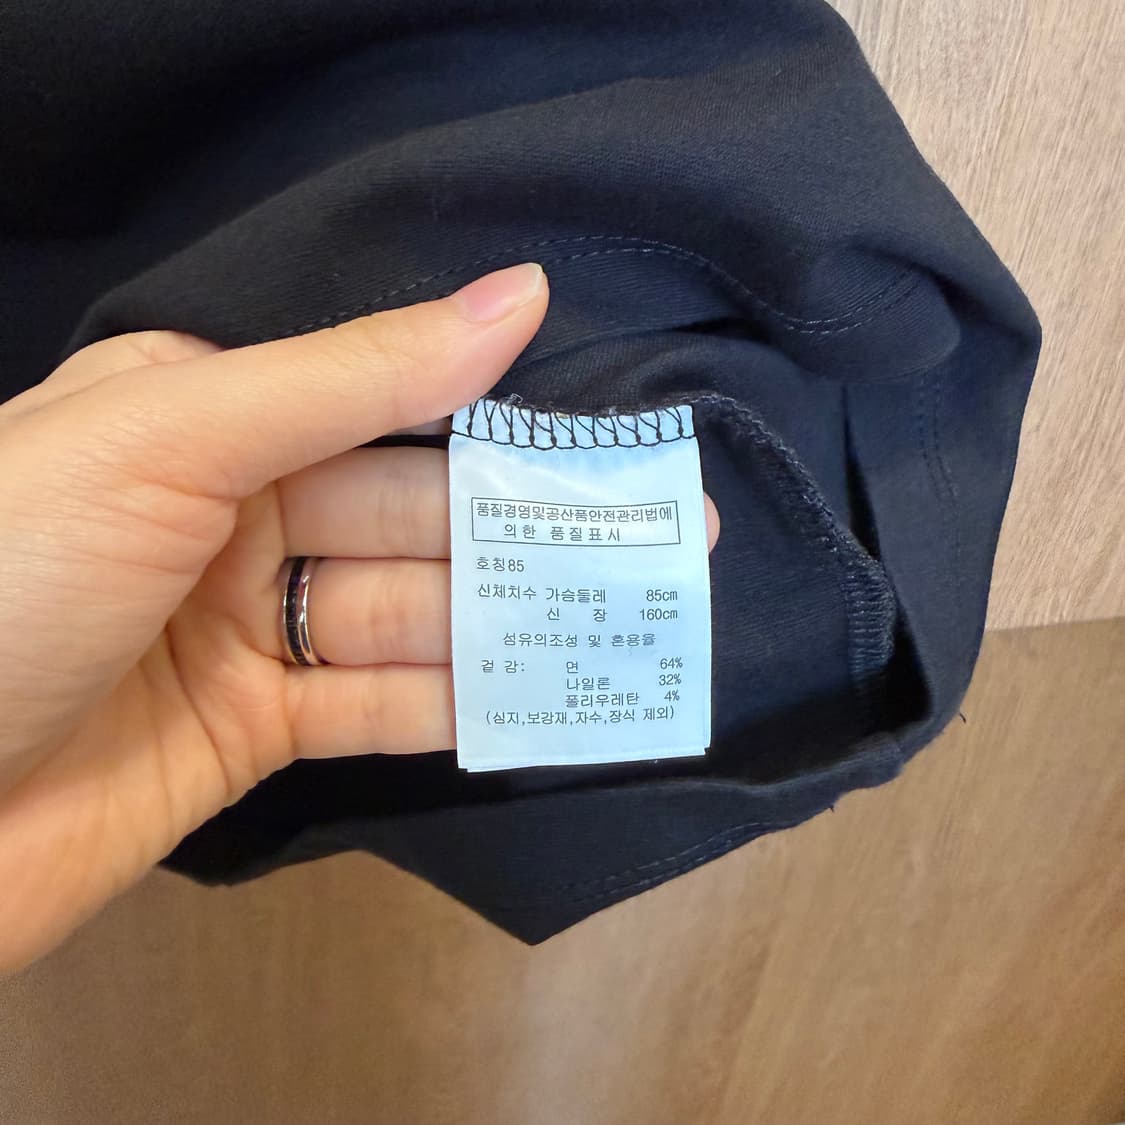 품질경영및공산품안전관리법에
의한 품질표시
호칭85
신체치수 가슴둘레 85cm
신 장 160cm
섬유의조성 및 혼용율
겉 감: 면 64%
나일론 32%
폴리우레탄 4%
(심지,보강재,자수,장식 제외)